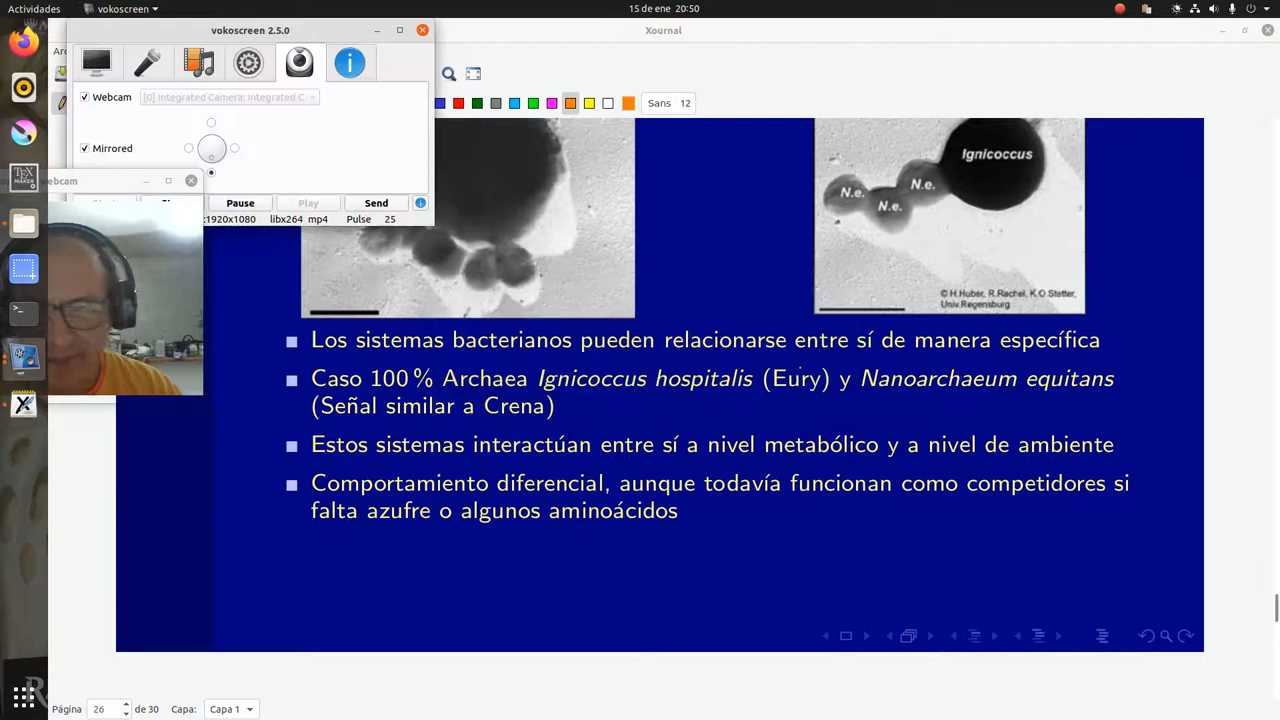 Actividades
vokoscreen
15 de ene 20:50
vokoscreen 2.5.0
Xournal
Webcam
[0] Integrated Camera: Integrated C
Mirrored
Pause
Play
Send
:1920x1080 libx264 mp4 Pulse 25
ebcam
Sans 12
Ignicoccus
N.e.
N.e.
N.e.
© H.Huber, R.Rachel, K.O.Stetter,
Univ.Regensburg
Los sistemas bacterianos pueden relacionarse entre sí de manera específica
Caso 100 % Archaea Ignicoccus hospitalis (Eury) y Nanoarchaeum equitans
(Señal similar a Crena)
Estos sistemas interactúan entre sí a nivel metabólico y a nivel de ambiente
Comportamiento diferencial, aunque todavía funcionan como competidores si
falta azufre o algunos aminoácidos
Página 26 de 30 Capa: Capa 1